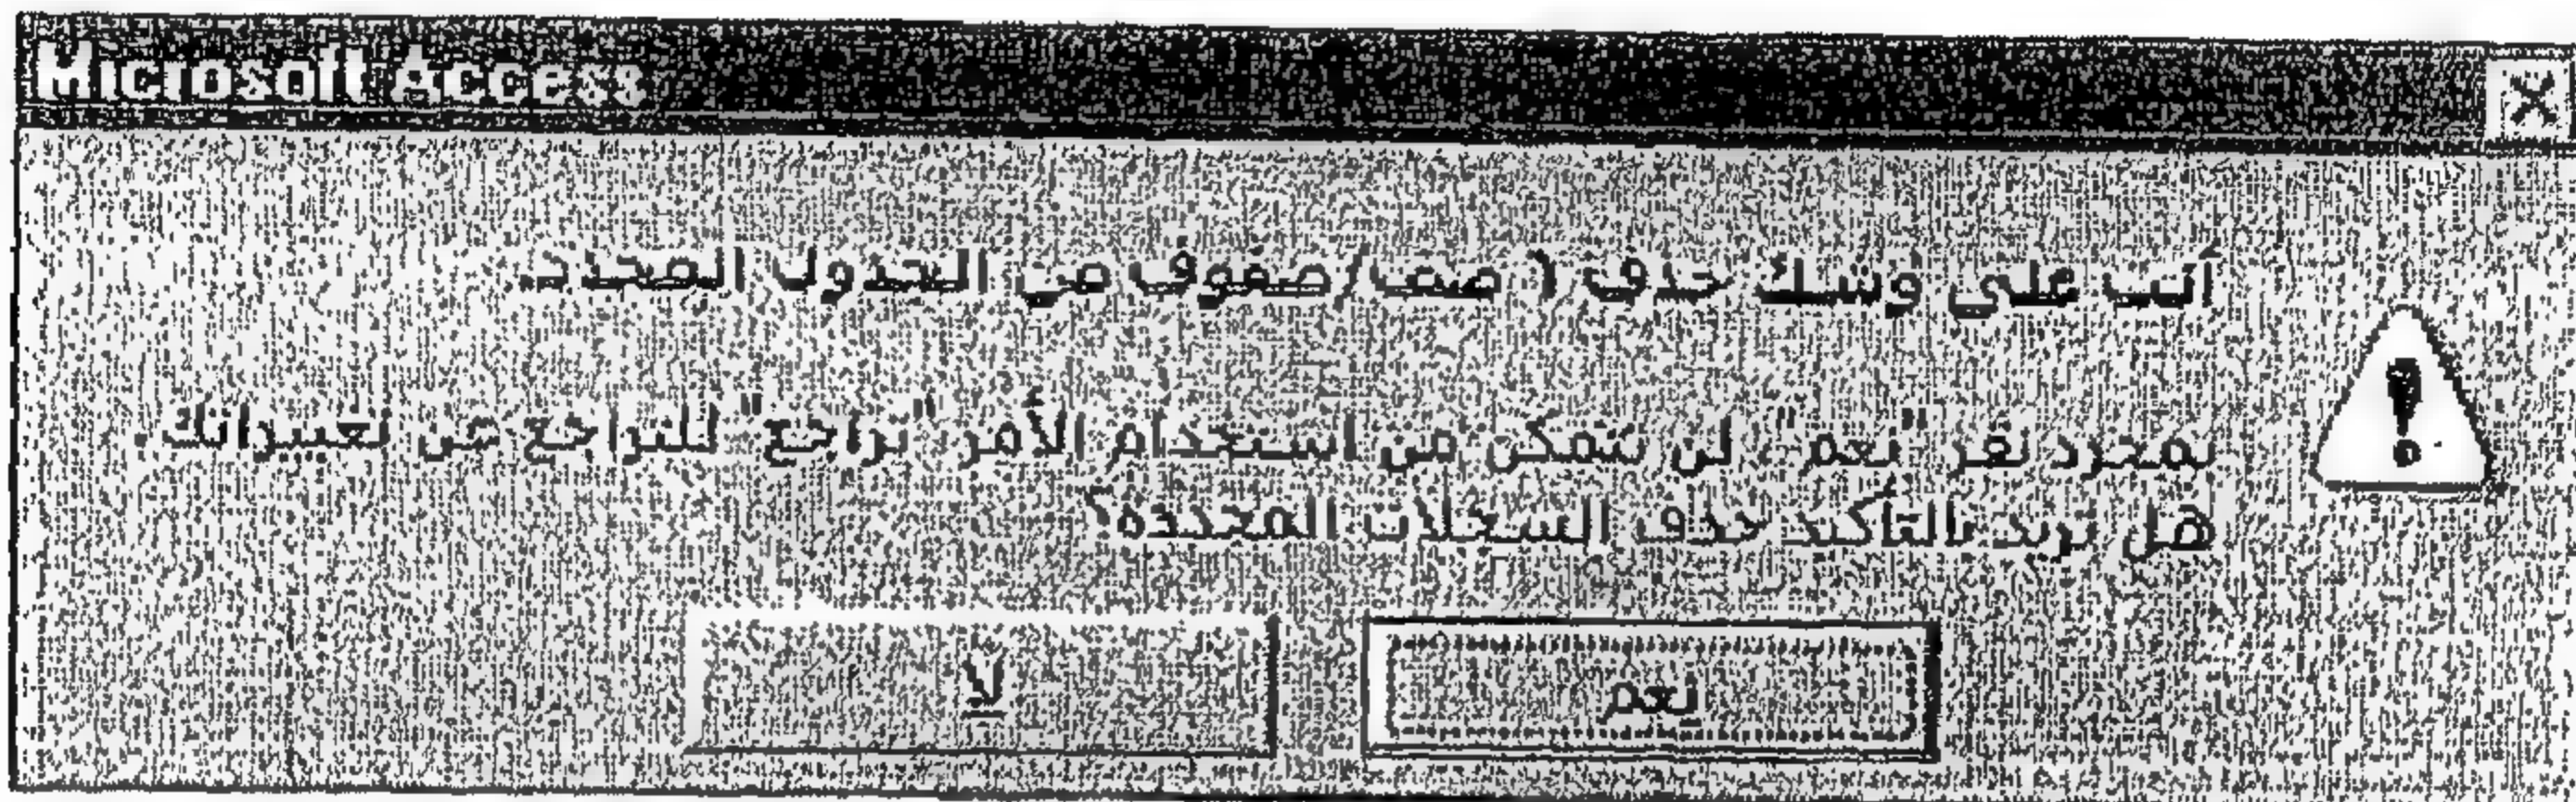 Microsoft Access
أنت على وشك حذف ١ صف/صفوف من الجدول المحدد.
بمجرد نقر "نعم"، لن تتمكن من استخدام الأمر "تراجع" للتراجع عن تغييراتك.
هل تريد بالتأكيد حذف السجلات المحددة؟
نعم
لا